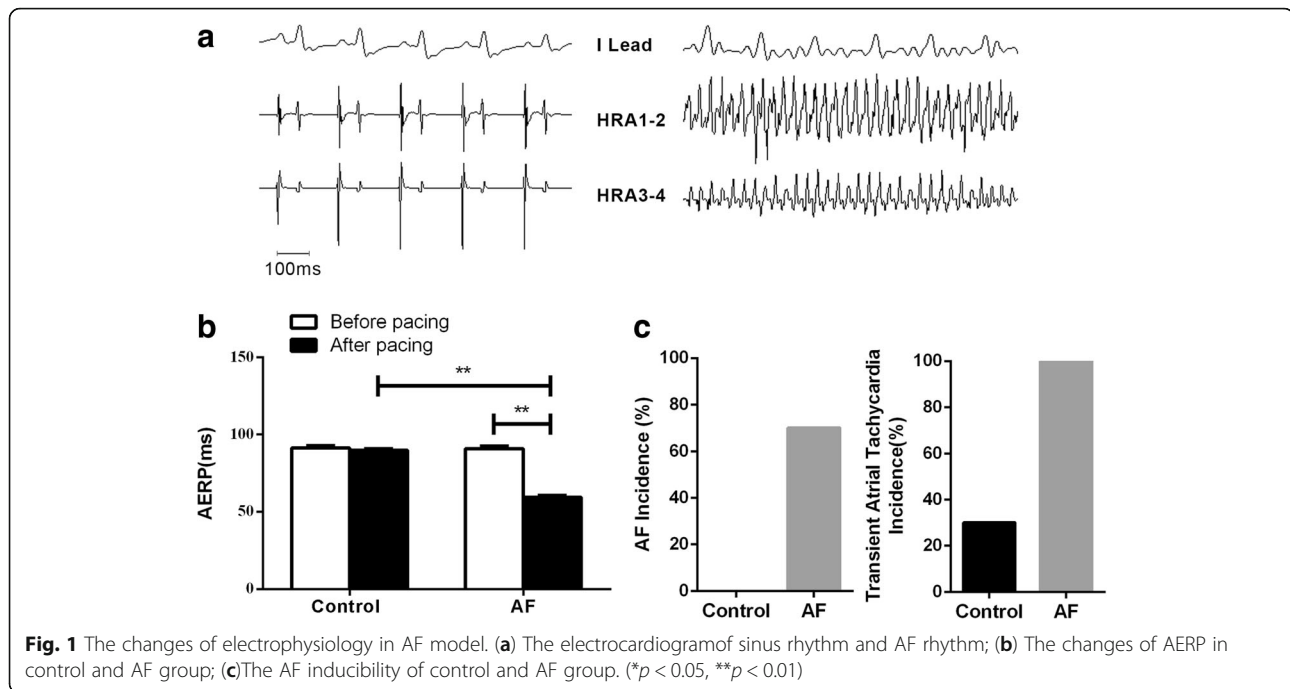 a
I Lead
HRA1-2
HRA3-4
100ms
b
Before pacing
After pacing
AERP(ms)
150
100
50
0
**
**
Control
AF
c
AF Incidence (%)
100
80
60
40
20
0
Control
AF
Transient Atrial Tachycardia
Incidence(%)
100
80
60
40
20
0
Control
AF
Fig. 1 The changes of electrophysiology in AF model. (a) The electrocardiogramof sinus rhythm and AF rhythm; (b) The changes of AERP in
control and AF group; (c)The AF inducibility of control and AF group. (*p < 0.05, **p < 0.01)